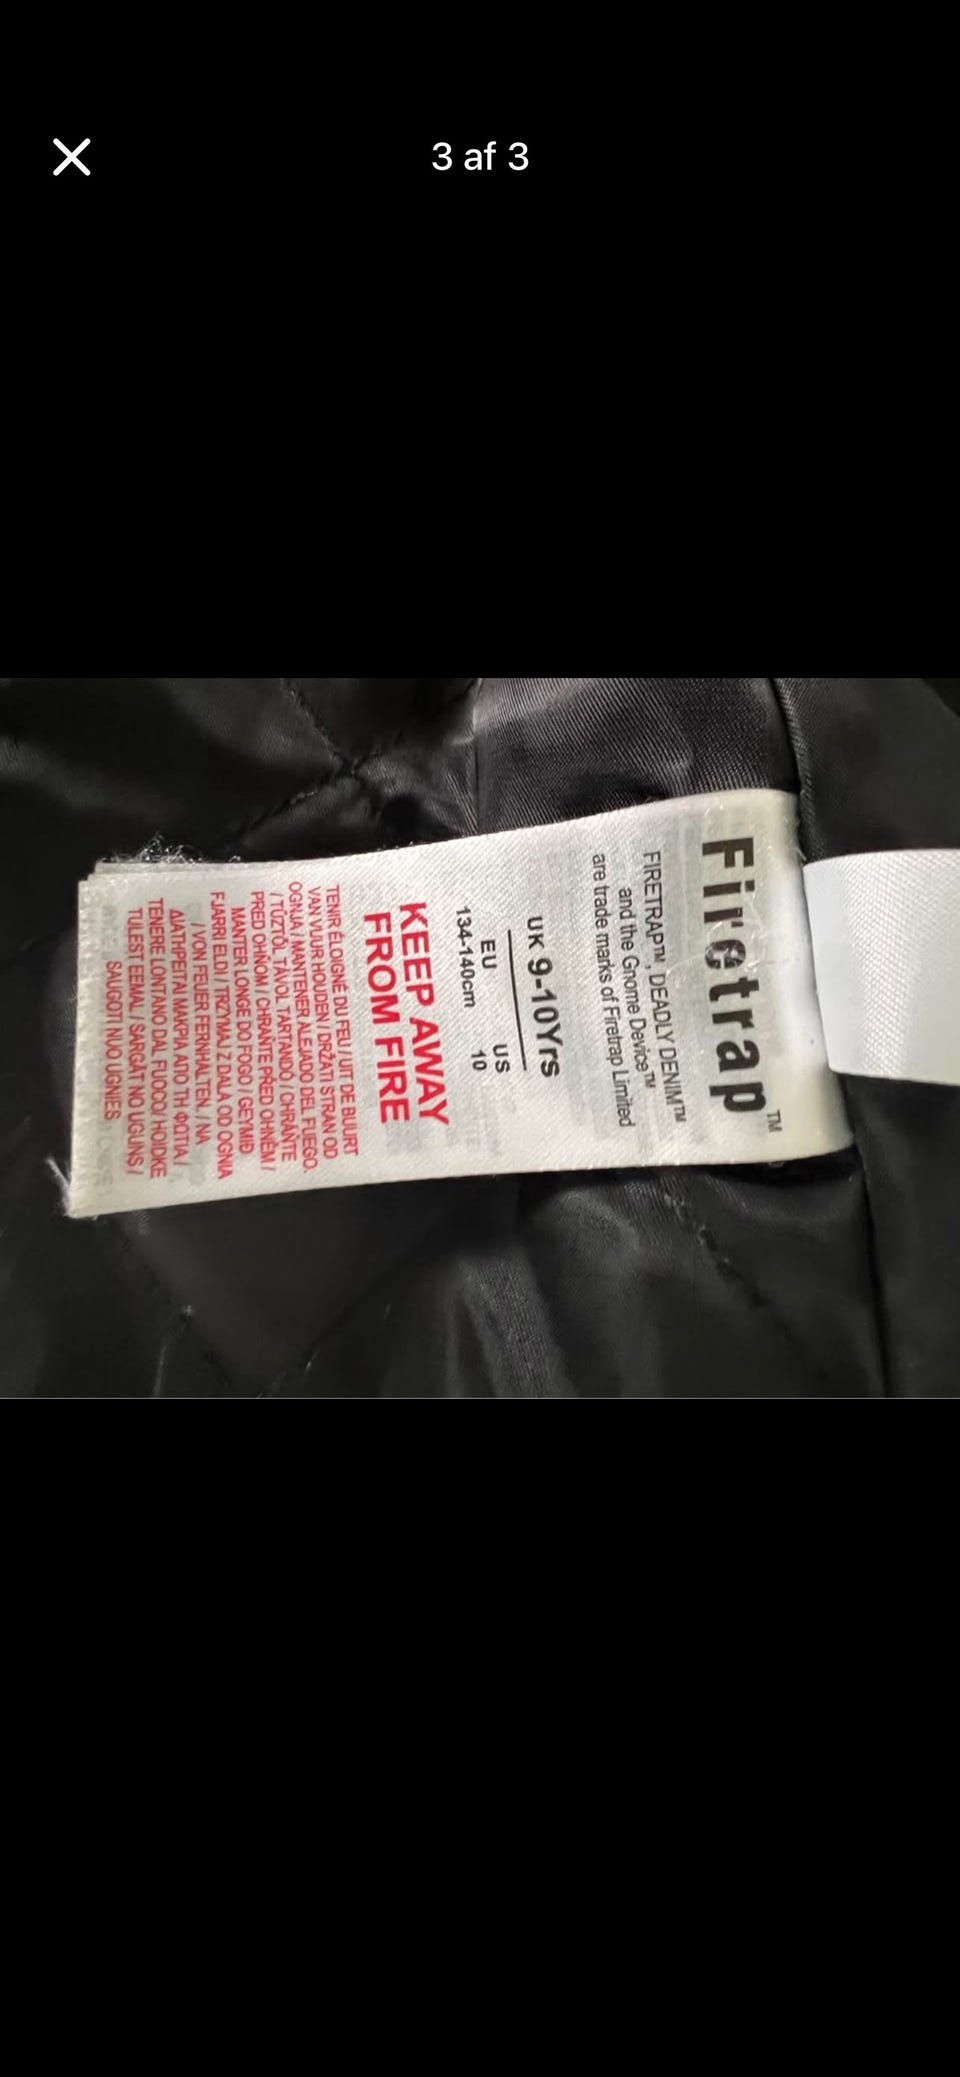 3 af 3
Firetrap™
FIRETRAP™, DEADLY DENIM™
and the Gnome Device™
are trade marks of Firetrap Limited
UK 9-10Yrs
EU US
134-140cm 10
KEEP AWAY
FROM FIRE
TENIR ÉLOIGNÉ DU FEU / UIT DE BUURT
VAN VUUR HOUDEN / DRŽATI STRAN OD
OGNJA / MANTENER ALEJADO DEL FUEGO.
/ TŰZTŐL TÁVOL TARTANDÓ / CHRÁNTE
PRED OHŇOM / CHRAŇTE PŘED OHNĚM /
MANTER LONGE DO FOGO / GEYMIÐ
FJARRI ELDI / TRZYMAJ Z DALA OD OGNIA
/ VON FEUER FERNHALTEN. / NA
ΔΙΑΤΗΡΕΙΤΑΙ ΜΑΚΡΙΑ ΑΠΟ ΤΗ ΦΩΤΙΑ /
TENERE LONTANO DAL FUOCO/ HOIDKE
TULEST EEMAL / SARGĀT NO UGUNS /
SAUGOTI NUO UGNIES